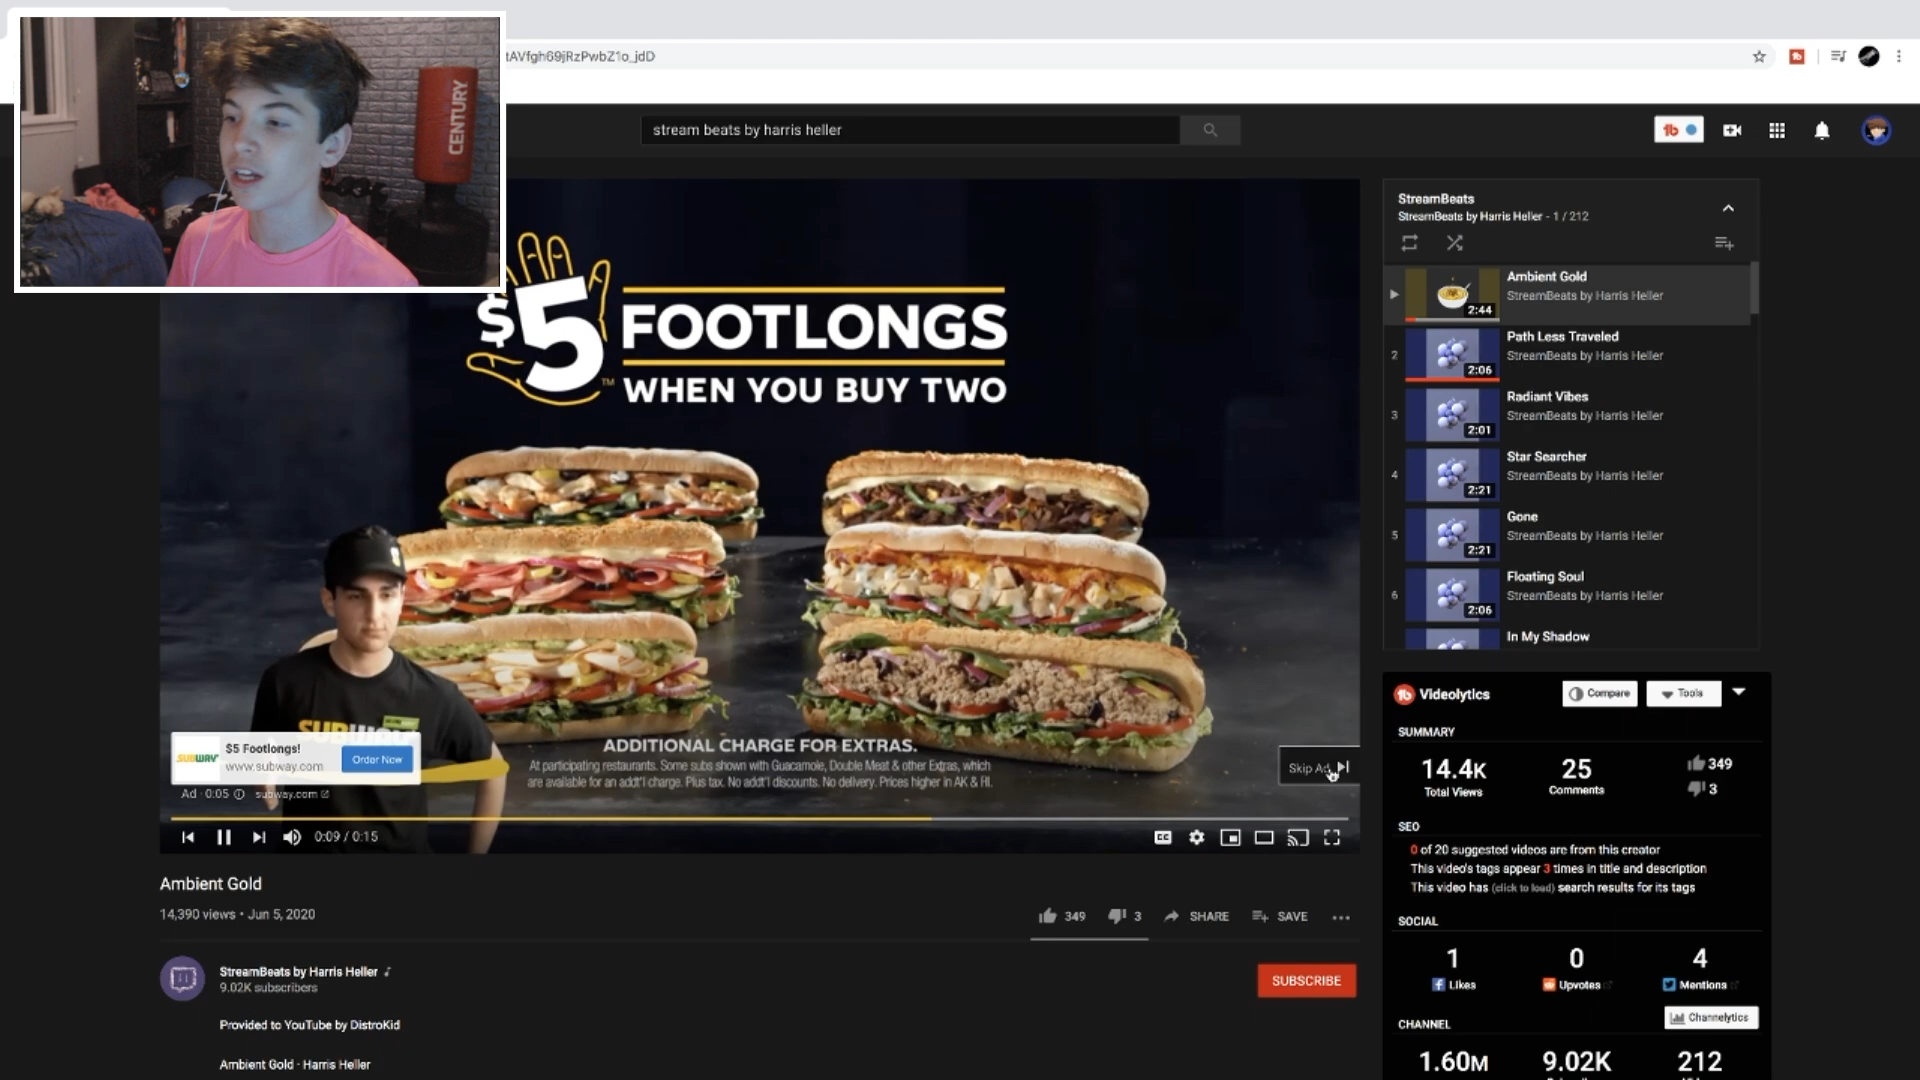 tAVfgh69jRzPwbZ1o_jdD
CENTURY
stream beats by harris heller
$5 FOOTLONGS
WHEN YOU BUY TWO
ADDITIONAL CHARGE FOR EXTRAS.
At participating restaurants. Some subs shown with Guacamole, Double Meat & other Extras, which
are available for an addt'l charge. Plus tax. No addt'l discounts. No delivery. Prices higher in AK & HI.
SUBWAY
SUBWAY
$5 Footlongs!
www.subway.com
Order Now
Ad · 0:05
subway.com
Skip Ad
0:09 / 0:15
CC
Ambient Gold
14,390 views • Jun 5, 2020
349
3
SHARE
SAVE
StreamBeats by Harris Heller
9.02K subscribers
SUBSCRIBE
Provided to YouTube by DistroKid
Ambient Gold · Harris Heller
StreamBeats
StreamBeats by Harris Heller - 1 / 212
Ambient Gold
StreamBeats by Harris Heller
2:44
2
Path Less Traveled
StreamBeats by Harris Heller
2:06
3
Radiant Vibes
StreamBeats by Harris Heller
2:01
4
Star Searcher
StreamBeats by Harris Heller
2:21
5
Gone
StreamBeats by Harris Heller
2:21
6
Floating Soul
StreamBeats by Harris Heller
2:06
In My Shadow
Videolytics
Compare
Tools
SUMMARY
14.4K
Total Views
25
Comments
349
3
SEO
0 of 20 suggested videos are from this creator
This video's tags appear 3 times in title and description
This video has (click to load) search results for its tags
SOCIAL
1
Likes
0
Upvotes
4
Mentions
CHANNEL
Channelytics
1.60M
9.02K
212